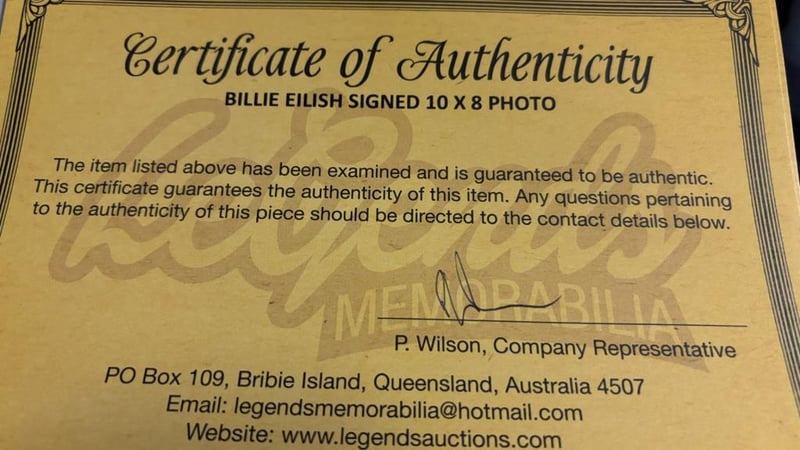 Certificate of Authenticity
BILLIE EILISH SIGNED 10 X 8 PHOTO
The item listed above has been examined and is guaranteed to be authentic.
This certificate guarantees the authenticity of this item. Any questions pertaining
to the authenticity of this piece should be directed to the contact details below.
Legends
MEMORABILIA
P. Wilson, Company Representative
PO Box 109, Bribie Island, Queensland, Australia 4507
Email: legendsmemorabilia@hotmail.com
Website: www.legendsauctions.com